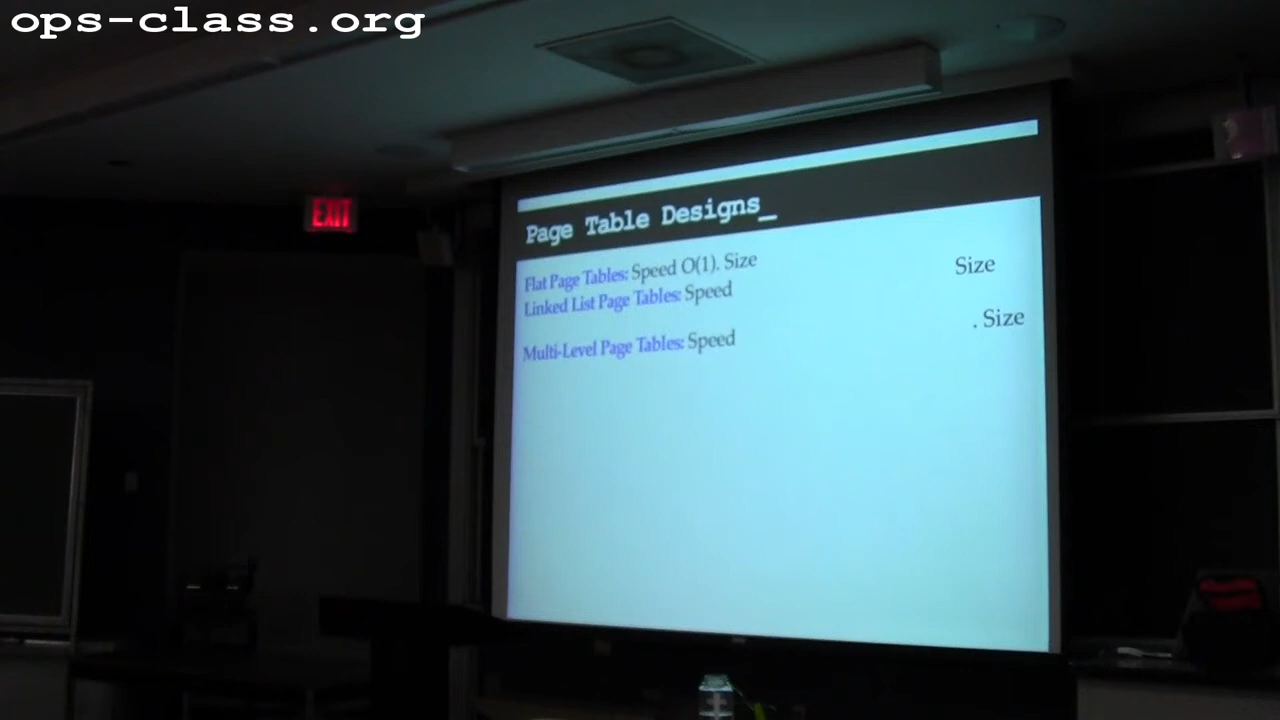 ops-class.org
EXIT
Page Table Designs_
Flat Page Tables: Speed O(1). Size
Linked List Page Tables: Speed Size
Multi-Level Page Tables: Speed . Size